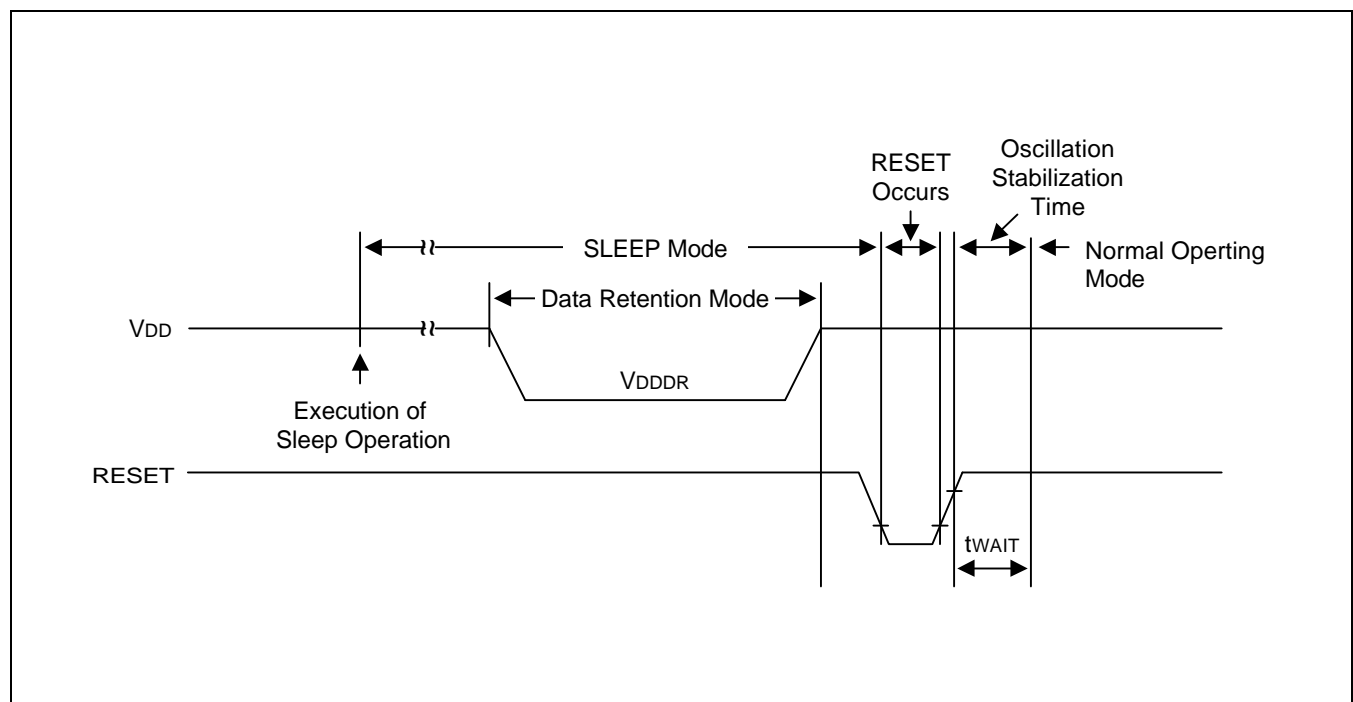 RESET
Occurs
Oscillation
Stabilization
Time
SLEEP Mode
Normal Operting
Mode
Data Retention Mode
VDD
VDDDR
Execution of
Sleep Operation
RESET
tWAIT